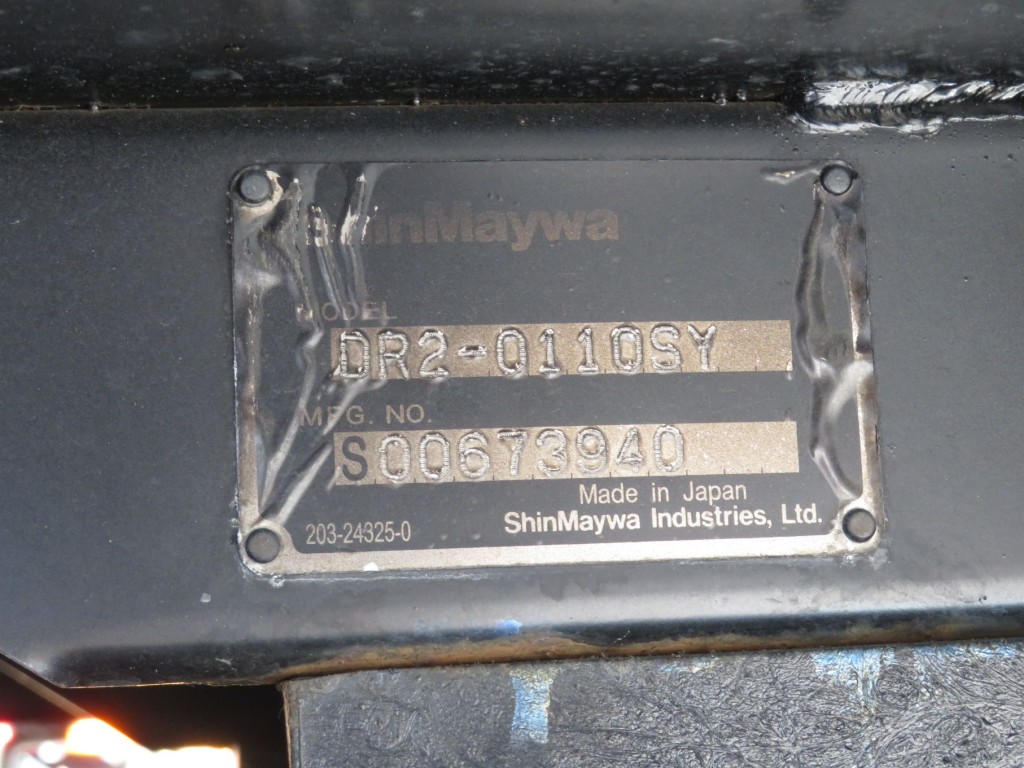 ShinMaywa
MODEL
DR2-0110SY
MFG. NO.
S00673940
Made in Japan
203-24325-0 ShinMaywa Industries, Ltd.